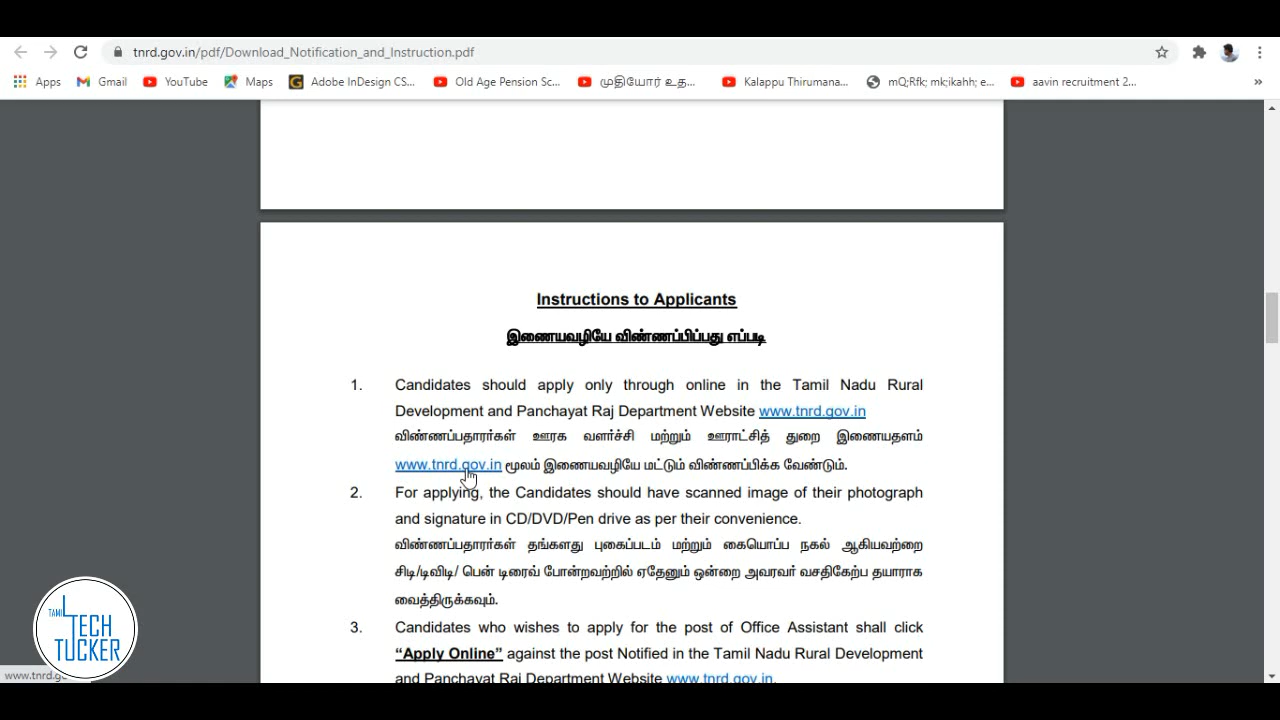 tnrd.gov.in/pdf/Download_Notification_and_Instruction.pdf
Apps Gmail YouTube Maps Adobe InDesign CS... Old Age Pension Sc... முதியோர் உத... Kalappu Thirumana... mQ;Rfk; mk;ikahh; e... aavin recruitment 2... »
Instructions to Applicants
இணையவழியே விண்ணப்பிப்பது எப்படி
1. Candidates should apply only through online in the Tamil Nadu Rural
Development and Panchayat Raj Department Website www.tnrd.gov.in
விண்ணப்பதாரர்கள் ஊரக வளர்ச்சி மற்றும் ஊராட்சித் துறை இணையதளம்
www.tnrd.gov.in மூலம் இணையவழியே மட்டும் விண்ணப்பிக்க வேண்டும்.
2. For applying, the Candidates should have scanned image of their photograph
and signature in CD/DVD/Pen drive as per their convenience.
விண்ணப்பதாரர்கள் தங்களது புகைப்படம் மற்றும் கையொப்ப நகல் ஆகியவற்றை
சிடி/டிவிடி/ பென் டிரைவ் போன்றவற்றில் ஏதேனும் ஒன்றை அவரவர் வசதிகேற்ப தயாராக
வைத்திருக்கவும்.
3. Candidates who wishes to apply for the post of Office Assistant shall click
“Apply Online” against the post Notified in the Tamil Nadu Rural Development
and Panchayat Raj Department Website www.tnrd.gov.in.
TAMIL
TECH
TUCKER